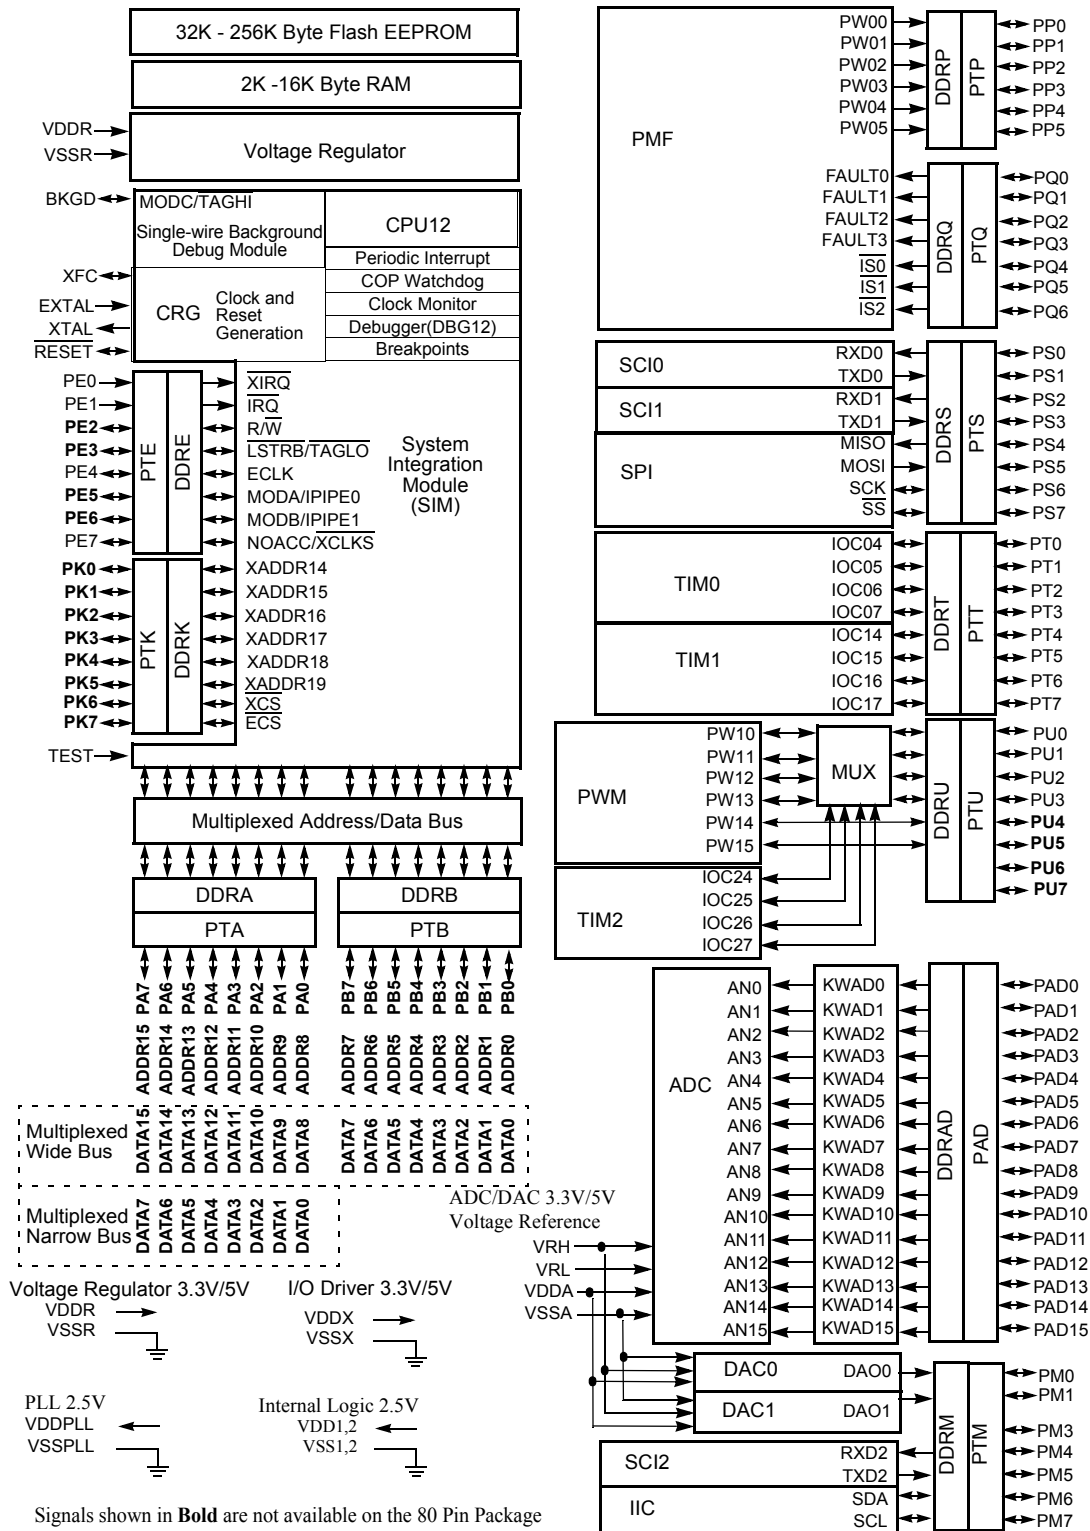 32K - 256K Byte Flash EEPROM
2K -16K Byte RAM
VDDR
VSSR
Voltage Regulator
BKGD
MODC/TAGHI
Single-wire Background
Debug Module
CPU12
Periodic Interrupt
COP Watchdog
Clock Monitor
Debugger(DBG12)
Breakpoints
XFC
EXTAL
XTAL
RESET
CRG
Clock and
Reset
Generation
PE0
PE1
PE2
PE3
PE4
PE5
PE6
PE7
PTE
DDRE
XIRQ
IRQ
R/W
LSTRB/TAGLO
ECLK
MODA/IPIPE0
MODB/IPIPE1
NOACC/XCLKS
System
Integration
Module
(SIM)
PK0
PK1
PK2
PK3
PK4
PK5
PK6
PK7
PTK
DDRK
XADDR14
XADDR15
XADDR16
XADDR17
XADDR18
XADDR19
XCS
ECS
TEST
Multiplexed Address/Data Bus
DDRA
PTA
DDRB
PTB
PA7
PA6
PA5
PA4
PA3
PA2
PA1
PA0
PB7
PB6
PB5
PB4
PB3
PB2
PB1
PB0
ADDR15
ADDR14
ADDR13
ADDR12
ADDR11
ADDR10
ADDR9
ADDR8
ADDR7
ADDR6
ADDR5
ADDR4
ADDR3
ADDR2
ADDR1
ADDR0
Multiplexed
Wide Bus
DATA15
DATA14
DATA13
DATA12
DATA11
DATA10
DATA9
DATA8
DATA7
DATA6
DATA5
DATA4
DATA3
DATA2
DATA1
DATA0
Multiplexed
Narrow Bus
DATA7
DATA6
DATA5
DATA4
DATA3
DATA2
DATA1
DATA0
Voltage Regulator 3.3V/5V
VDDR
VSSR
I/O Driver 3.3V/5V
VDDX
VSSX
PLL 2.5V
VDDPLL
VSSPLL
Internal Logic 2.5V
VDD1,2
VSS1,2
Signals shown in Bold are not available on the 80 Pin Package
PMF
PW00
PW01
PW02
PW03
PW04
PW05
DDRP
PTP
PP0
PP1
PP2
PP3
PP4
PP5
FAULT0
FAULT1
FAULT2
FAULT3
IS0
IS1
IS2
DDRQ
PTQ
PQ0
PQ1
PQ2
PQ3
PQ4
PQ5
PQ6
SCI0
RXD0
TXD0
SCI1
RXD1
TXD1
SPI
MISO
MOSI
SCK
SS
DDRS
PTS
PS0
PS1
PS2
PS3
PS4
PS5
PS6
PS7
TIM0
IOC04
IOC05
IOC06
IOC07
TIM1
IOC14
IOC15
IOC16
IOC17
DDRT
PTT
PT0
PT1
PT2
PT3
PT4
PT5
PT6
PT7
PWM
PW10
PW11
PW12
PW13
PW14
PW15
MUX
DDRU
PTU
PU0
PU1
PU2
PU3
PU4
PU5
PU6
PU7
TIM2
IOC24
IOC25
IOC26
IOC27
ADC
AN0
AN1
AN2
AN3
AN4
AN5
AN6
AN7
AN8
AN9
AN10
AN11
AN12
AN13
AN14
AN15
KWAD0
KWAD1
KWAD2
KWAD3
KWAD4
KWAD5
KWAD6
KWAD7
KWAD8
KWAD9
KWAD10
KWAD11
KWAD12
KWAD13
KWAD14
KWAD15
DDRAD
PAD
PAD0
PAD1
PAD2
PAD3
PAD4
PAD5
PAD6
PAD7
PAD8
PAD9
PAD10
PAD11
PAD12
PAD13
PAD14
PAD15
ADC/DAC 3.3V/5V
Voltage Reference
VRH
VRL
VDDA
VSSA
DAC0
DAO0
DAC1
DAO1
SCI2
RXD2
TXD2
IIC
SDA
SCL
DDRM
PTM
PM0
PM1
PM3
PM4
PM5
PM6
PM7